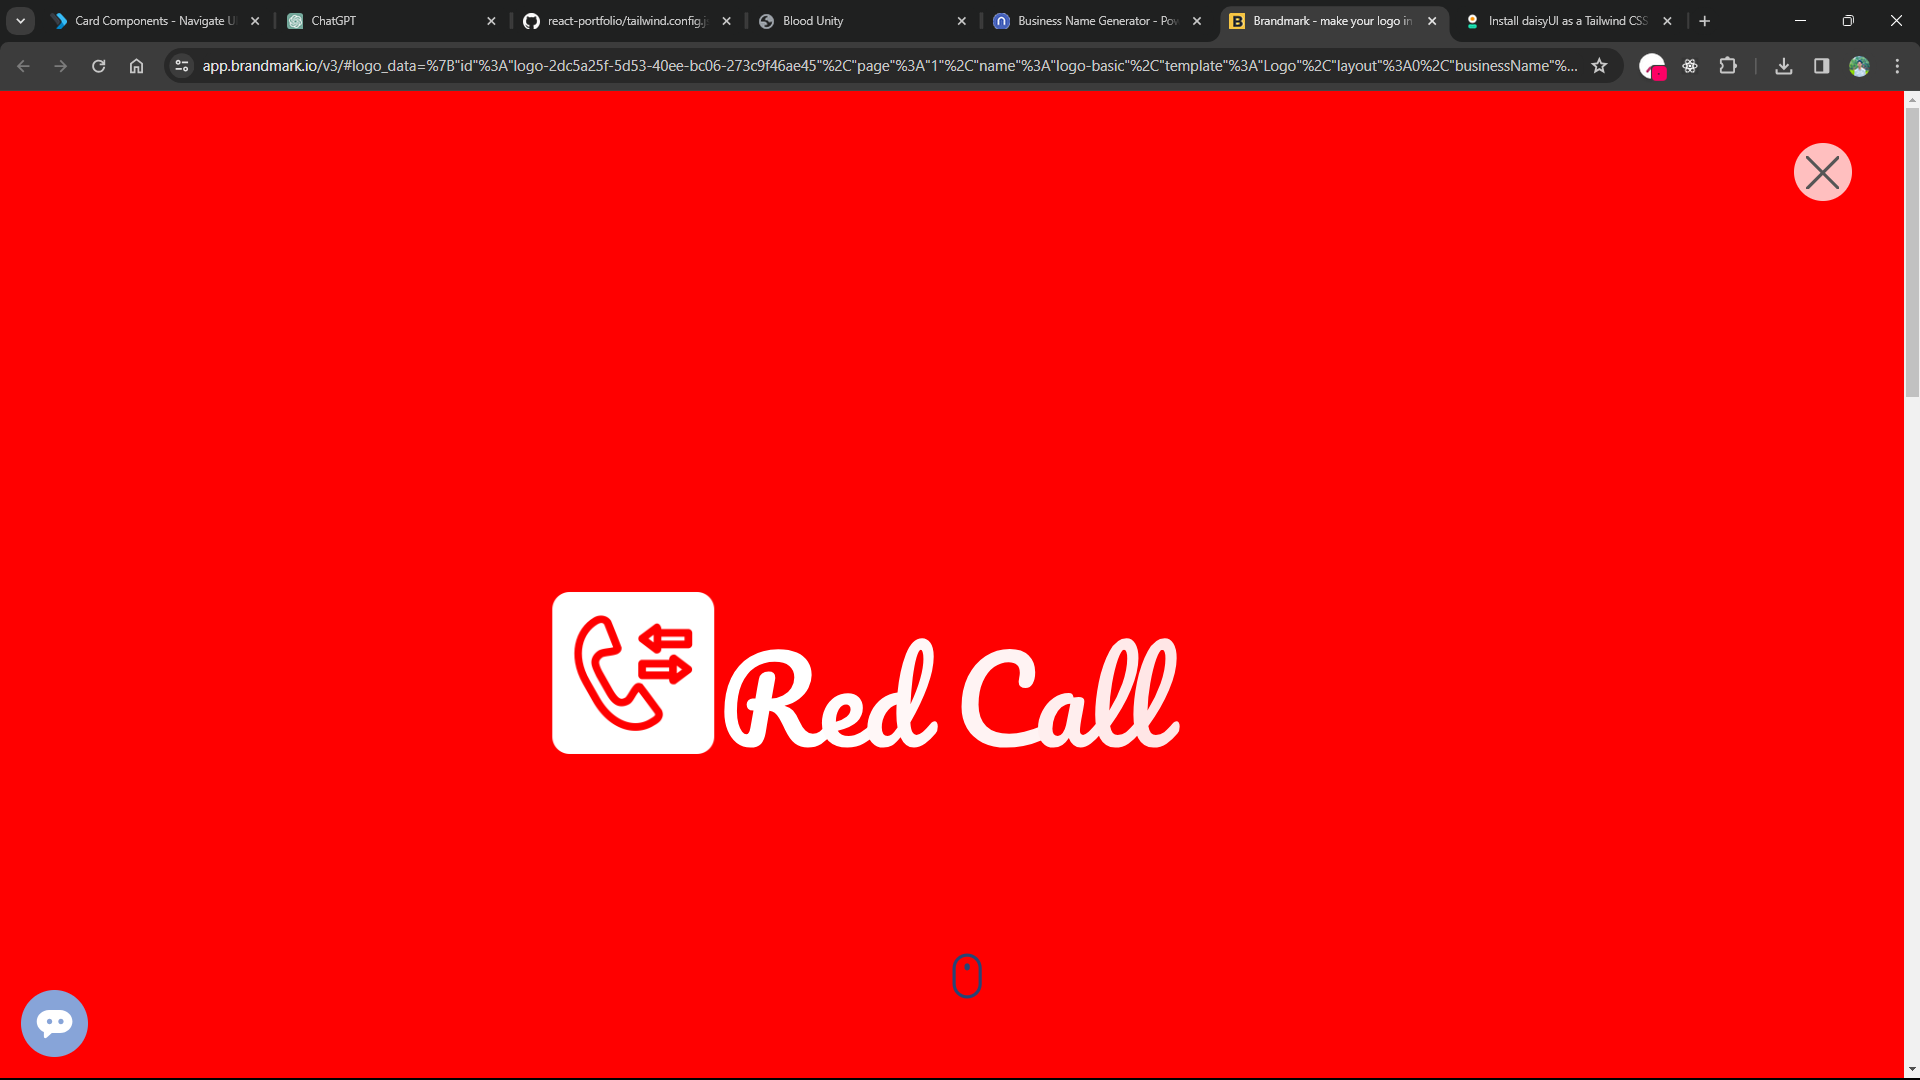 Card Components - Navigate U
ChatGPT
react-portfolio/tailwind.config.j
Blood Unity
Business Name Generator - Pow
Brandmark - make your logo in
Install daisyUI as a Tailwind CSS
app.brandmark.io/v3/#logo_data=%7B"id"%3A"logo-2dc5a25f-5d53-40ee-bc06-273c9f46ae45"%2C"page"%3A"1"%2C"name"%3A"logo-basic"%2C"template"%3A"Logo"%2C"layout"%3A0%2C"businessName"%...
Red Call